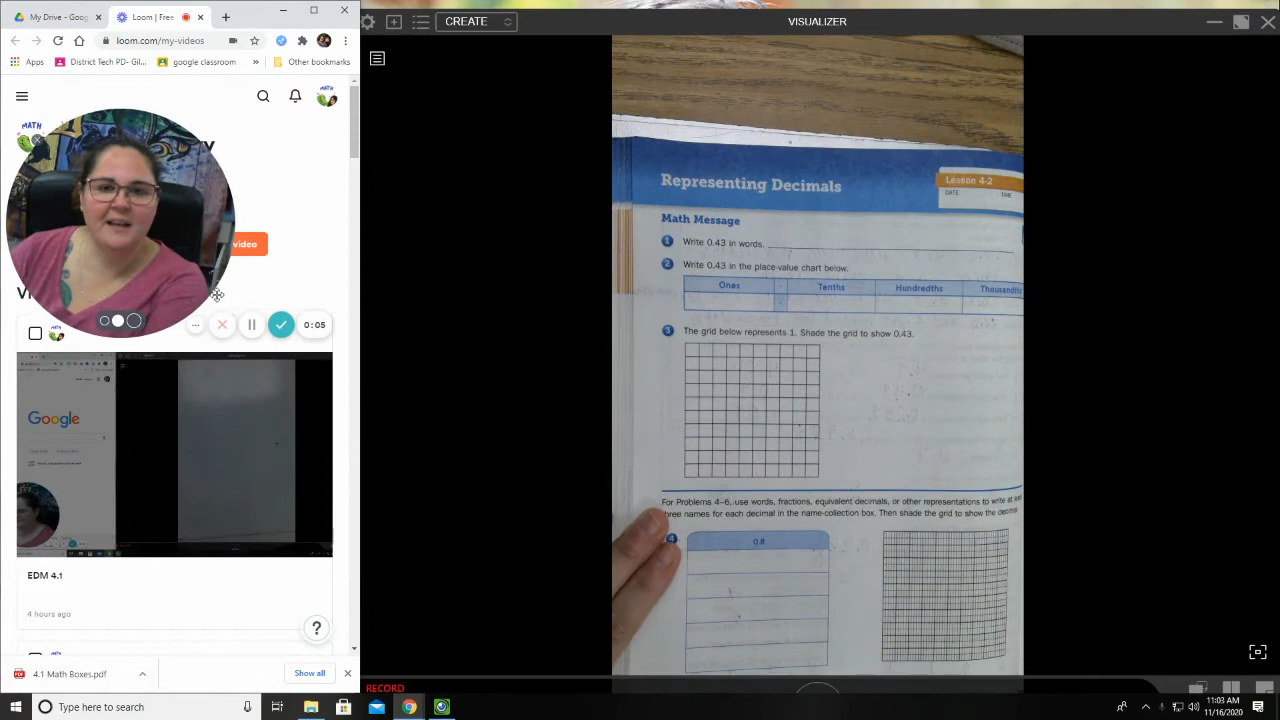 My Drive - Goog
Loom | Free
loom.com/my-videos
Apps
District Tech PD- Gil...
google classroom
Other bookmarks
MATH
video
0:05
Google
EDM 4.1
4 hours ago
4.1 Math Boxes.pdf
Show all
CREATE
VISUALIZER
Representing Decimals
Lesson 4-2
DATE TIME
Math Message
1 Write 0.43 in words.
2 Write 0.43 in the place-value chart below.
Ones . Tenths Hundredths Thousandths
3 The grid below represents 1. Shade the grid to show 0.43.
For Problems 4–6, use words, fractions, equivalent decimals, or other representations to write at least
three names for each decimal in the name-collection box. Then shade the grid to show the decimal.
4 0.8
RECORD
Type here to search
11:03 AM
11/16/2020